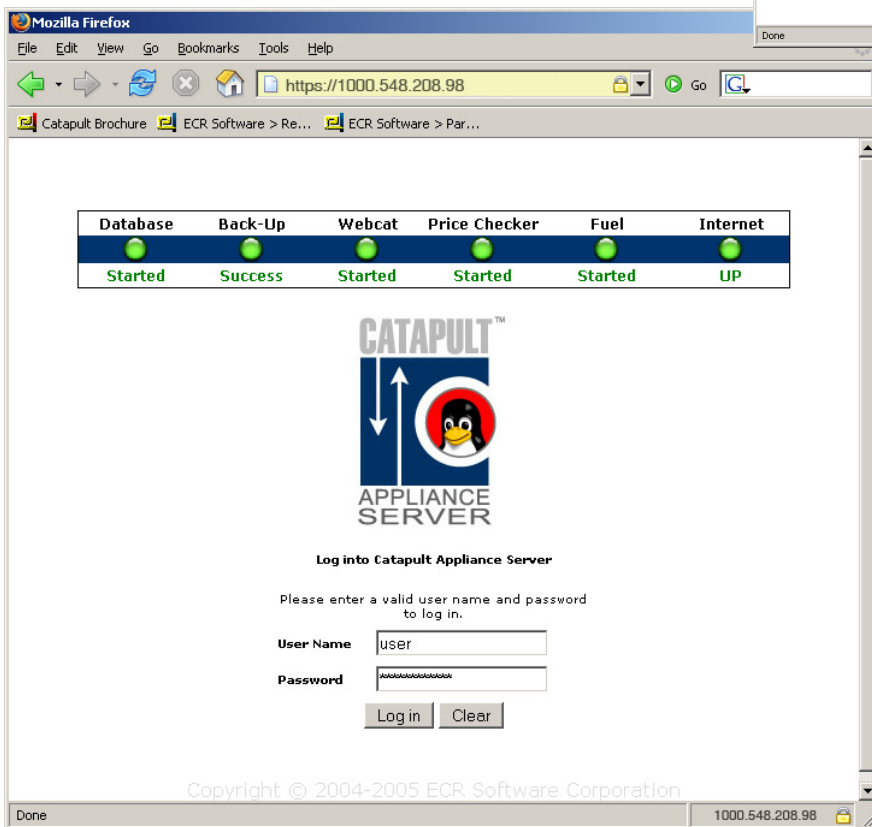 Mozilla Firefox
Done
File Edit View Go Bookmarks Tools Help
https://1000.548.208.98
Go G
Catapult Brochure ECR Software > Re... ECR Software > Par...
Database Back-Up Webcat Price Checker Fuel Internet
Started Success Started Started Started UP
CATAPULT™
APPLIANCE
SERVER
Log into Catapult Appliance Server
Please enter a valid user name and password
to log in.
User Name user
Password *************
Log in Clear
Copyright © 2004-2005 ECR Software Corporation
Done 1000.548.208.98